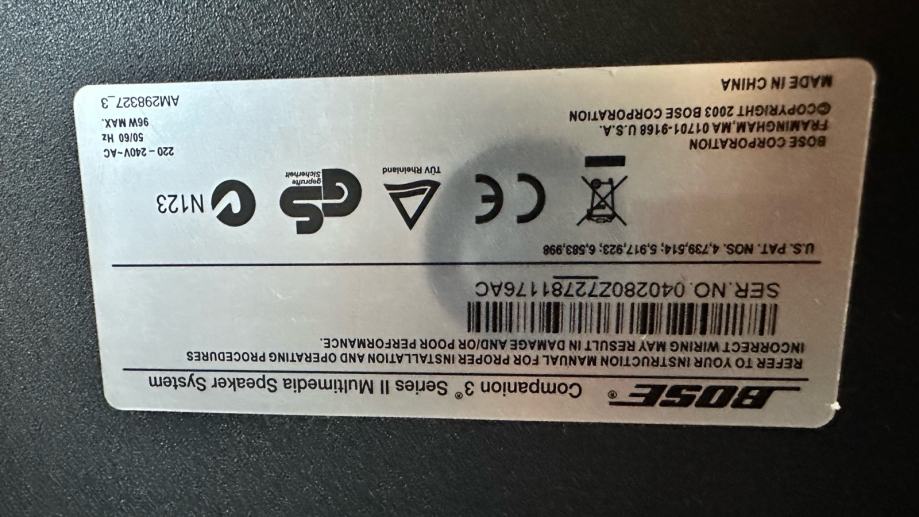 BOSE® Companion 3® Series II Multimedia Speaker System
REFER TO YOUR INSTRUCTION MANUAL FOR PROPER INSTALLATION AND OPERATING PROCEDURES
INCORRECT WIRING MAY RESULT IN DAMAGE AND/OR POOR PERFORMANCE.
SER.NO.040280Z72781176AC
U.S. PAT. NOS. 4,739,514; 5,917,923; 6,583,998
CE
TÜV Rheinland
GS
geprüfte
Sicherheit
N123
BOSE CORPORATION
FRAMINGHAM,MA 01701-9168 U.S.A.
©COPYRIGHT 2003 BOSE CORPORATION
MADE IN CHINA
220 - 240V~AC
50/60 Hz
96W MAX.
AM298327_3